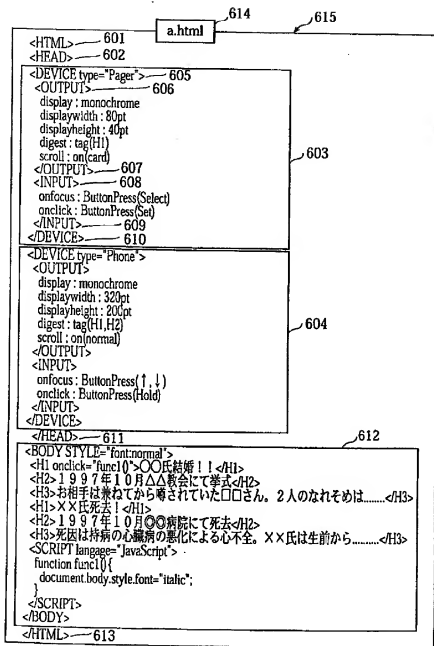 614
a.html
615
<HTML> 601
<HEAD> 602
<DEVICE type="Pager"> 605
<OUTPUT> 606
display : monochrome
displaywidth : 80pt
displayheight : 40pt
digest : tag(H1)
scroll : on(card)
</OUTPUT> 607
<INPUT> 608
onfocus : ButtonPress(Select)
onclick : ButtonPress(Set)
</INPUT> 609
</DEVICE> 610
603
<DEVICE type="Phone">
<OUTPUT>
display : monochrome
displaywidth : 320pt
displayheight : 200pt
digest : tag(H1,H2)
scroll : on(normal)
</OUTPUT>
<INPUT>
onfocus : ButtonPress(↑,↓)
onclick : ButtonPress(Hold)
</INPUT>
</DEVICE>
604
</HEAD> 611
612
<BODY STYLE="font:normal">
<H1 onclick="func1()">○○氏結婚!!</H1>
<H2>1997年10月△△教会にて挙式</H2>
<H3>お相手は兼ねてから噂されていた□□さん。2人のなれそめは........</H3>
<H1>××氏死去!</H1>
<H2>1997年10月◎◎病院にて死去</H2>
<H3>死因は持病の心臓病の悪化による心不全。××氏は生前から.........</H3>
<SCRIPT langage="JavaScript">
function func1(){
document.body.style.font="italic";
}
</SCRIPT>
</BODY>
</HTML> 613